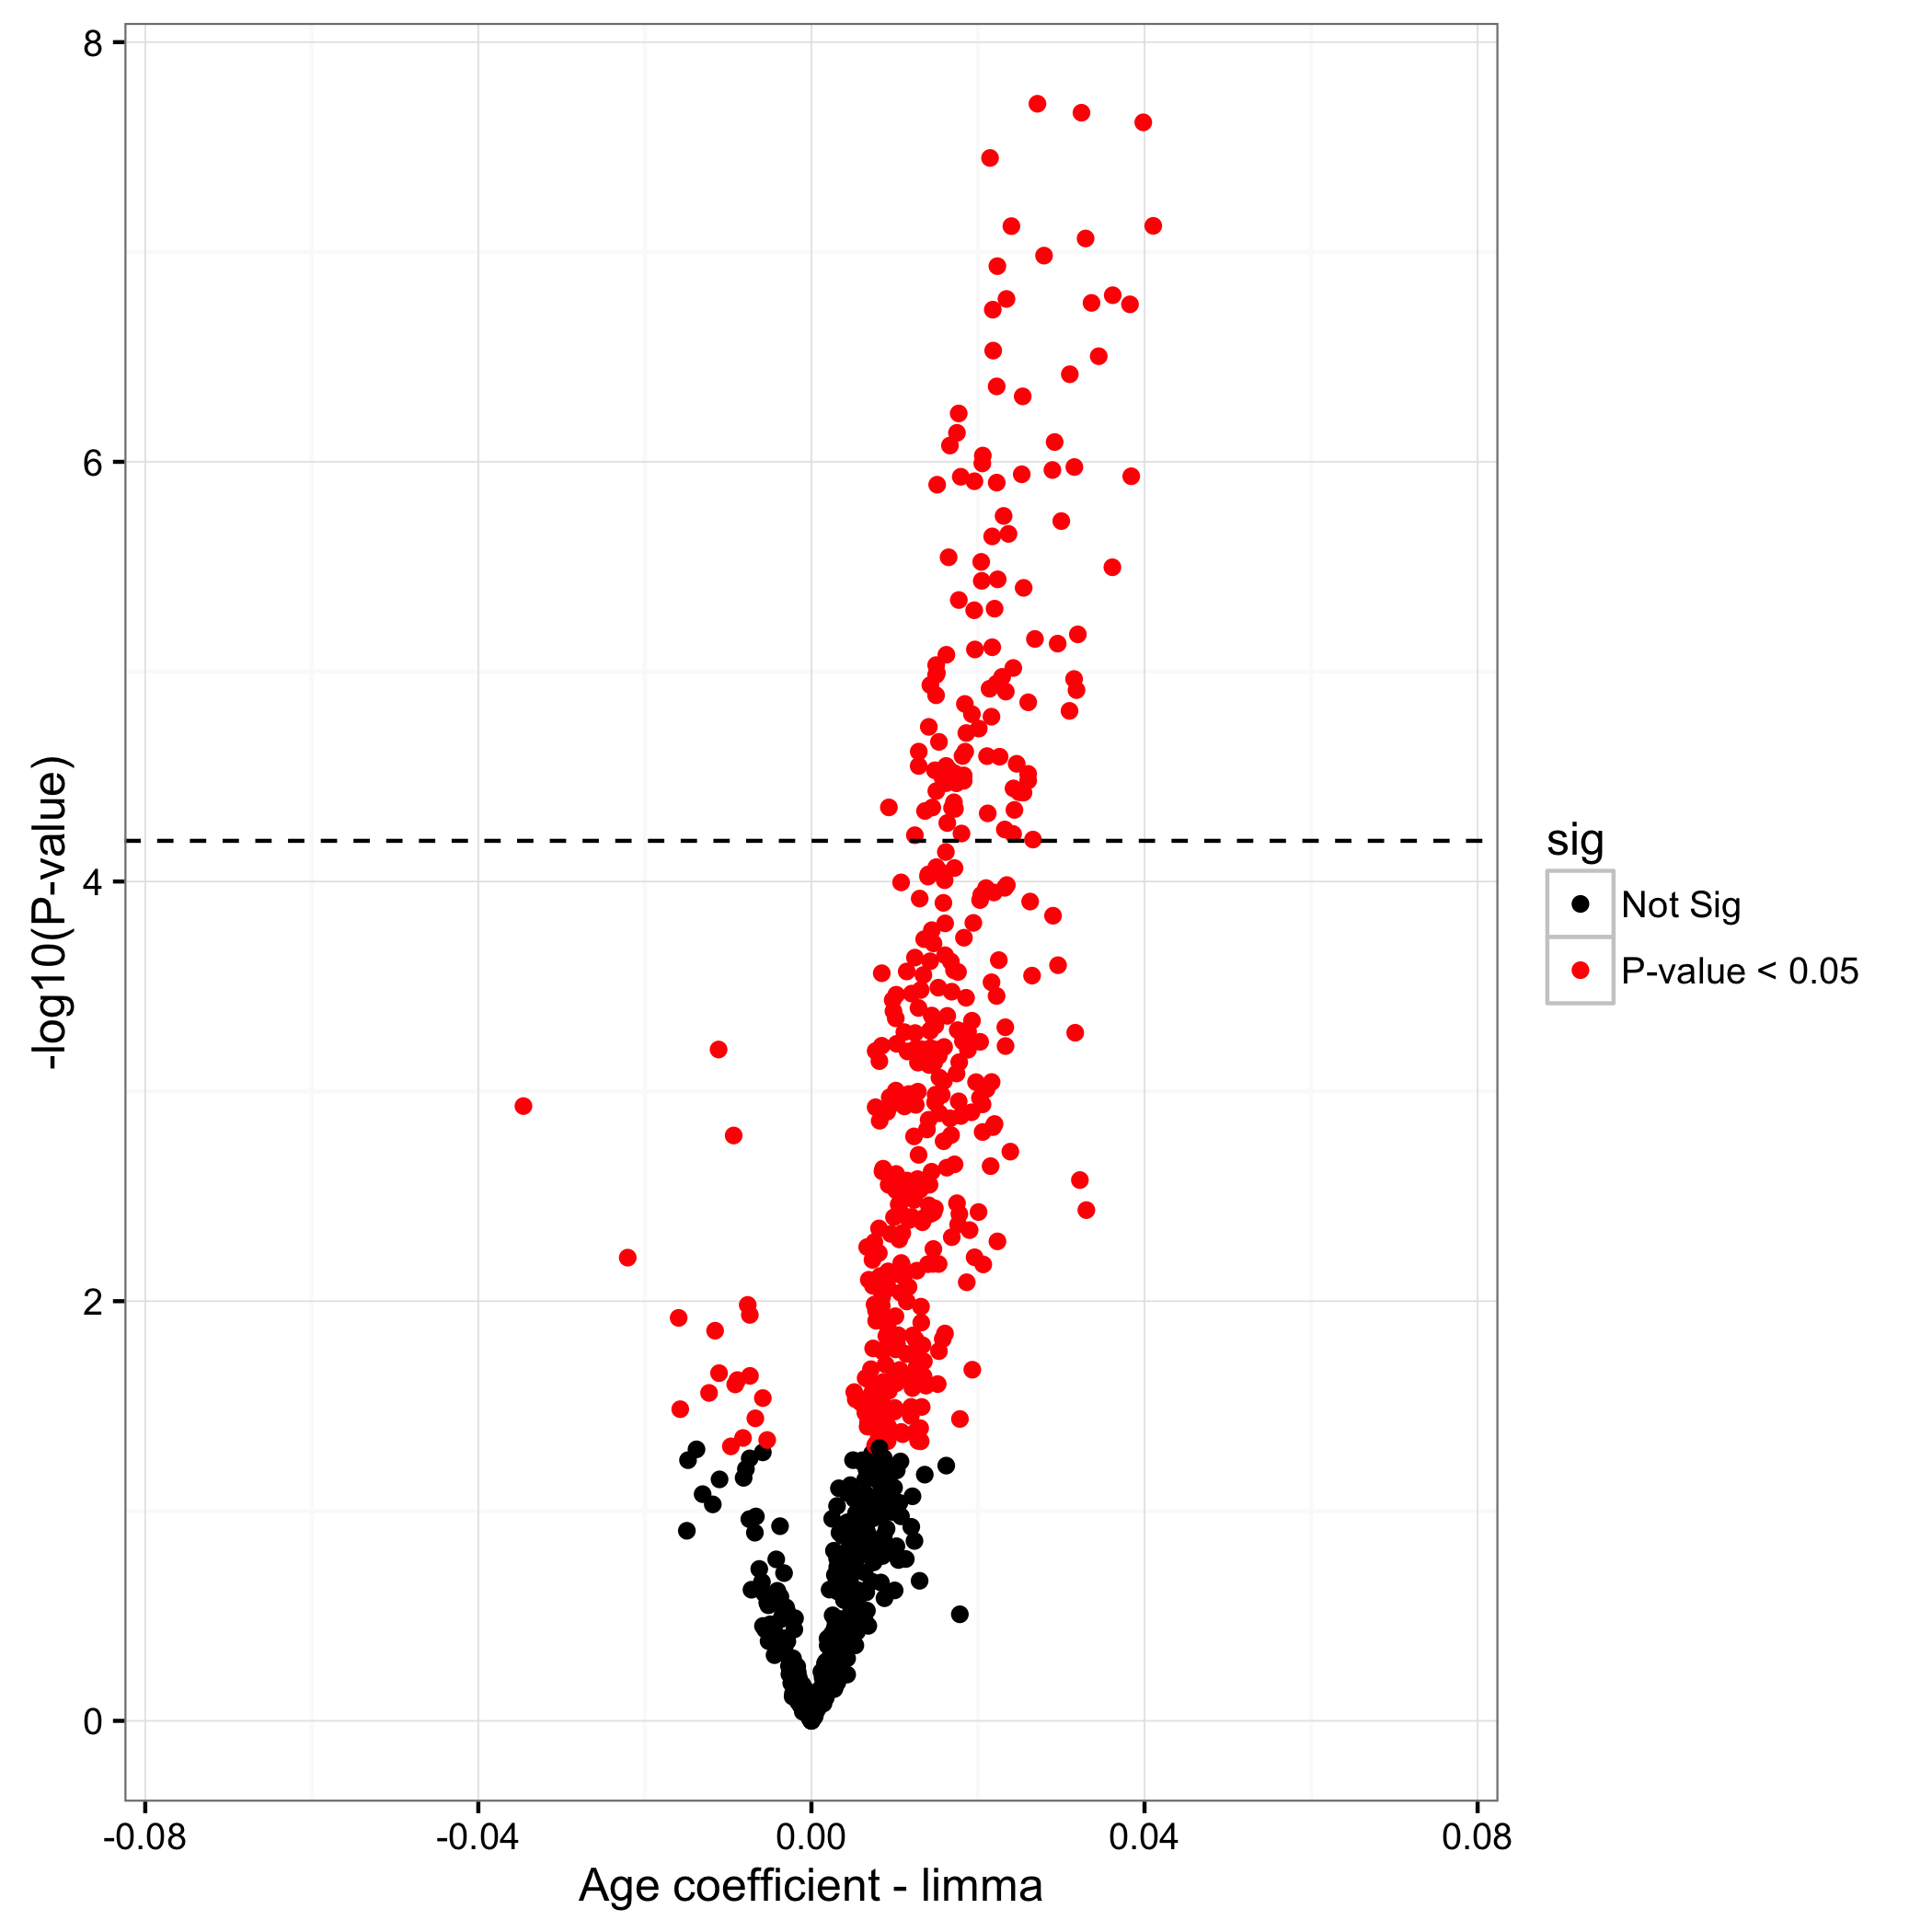 8
6
4
2
0
-log10(P-value)
-0.08 -0.04 0.00 0.04 0.08
Age coefficient - limma
sig
Not Sig
P-value < 0.05